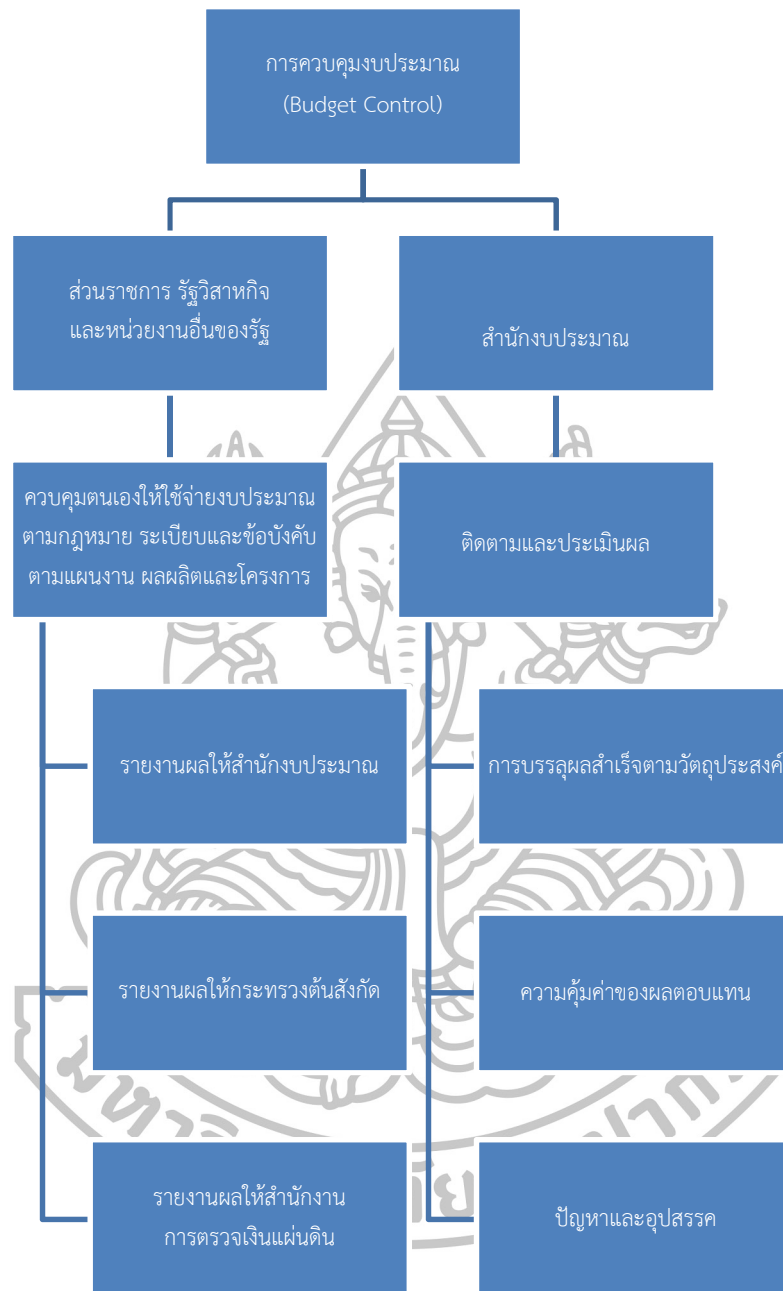 การควบคุมงบประมาณ
(Budget Control)
ส่วนราชการ รัฐวิสาหกิจ
และหน่วยงานอื่นของรัฐ
สำนักงบประมาณ
ควบคุมตนเองให้ใช้จ่ายงบประมาณ
ตามกฎหมาย ระเบียบและข้อบังคับ
ตามแผนงาน ผลผลิตและโครงการ
ติดตามและประเมินผล
รายงานผลให้สำนักงบประมาณ
การบรรลุผลสำเร็จตามวัตถุประสงค์
รายงานผลให้กระทรวงต้นสังกัด
ความคุ้มค่าของผลตอบแทน
รายงานผลให้สำนักงาน
การตรวจเงินแผ่นดิน
ปัญหาและอุปสรรค